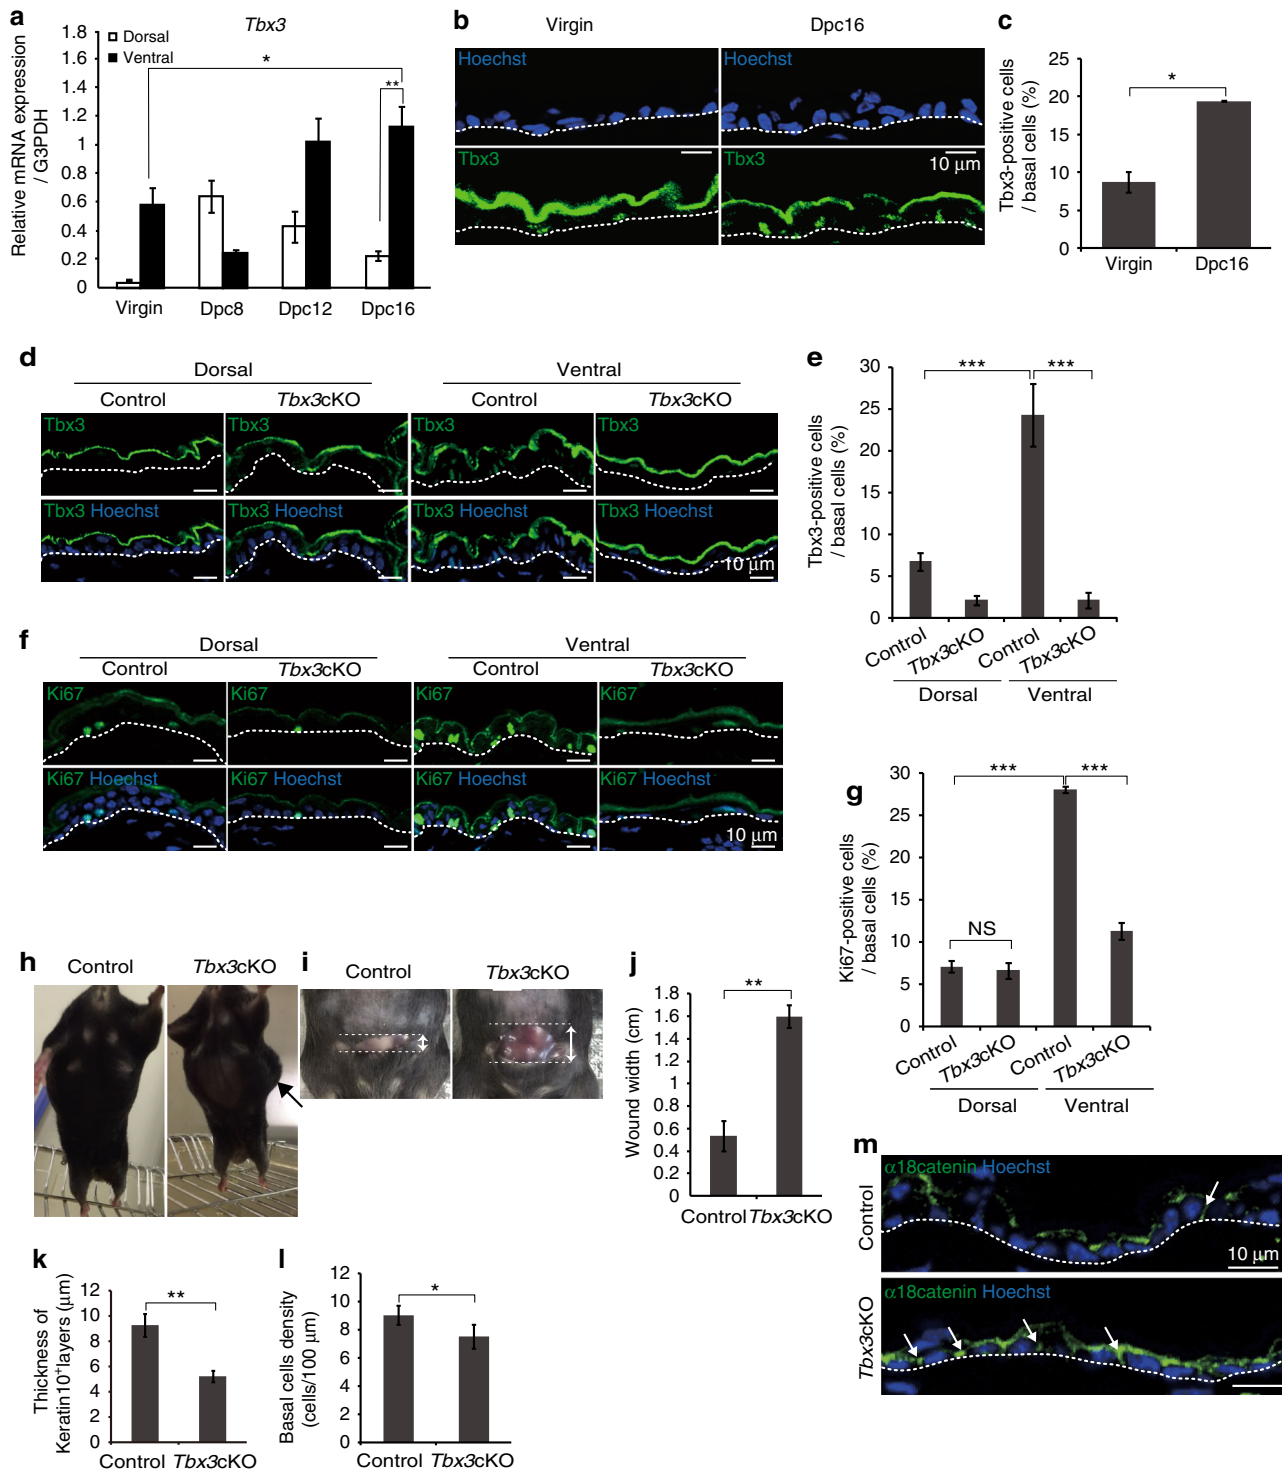 a
Tbx3
Dorsal
Ventral
*
**
Relative mRNA expression
/ G3PDH
1.8
1.6
1.4
1.2
1
0.8
0.6
0.4
0.2
0
Virgin
Dpc8
Dpc12
Dpc16
b
Virgin
Dpc16
Hoechst
Hoechst
Tbx3
Tbx3
10 μm
c
Tbx3-positive cells
/ basal cells (%)
25
20
15
10
5
0
*
Virgin
Dpc16
d
Dorsal
Ventral
Control
Tbx3cKO
Control
Tbx3cKO
Tbx3
Tbx3
Tbx3
Tbx3
Tbx3 Hoechst
Tbx3 Hoechst
Tbx3 Hoechst
Tbx3 Hoechst
10 μm
e
Tbx3-positive cells
/ basal cells (%)
30
25
20
15
10
5
0
***
***
Control
Tbx3cKO
Control
Tbx3cKO
Dorsal
Ventral
f
Dorsal
Ventral
Control
Tbx3cKO
Control
Tbx3cKO
Ki67
Ki67
Ki67
Ki67
Ki67 Hoechst
Ki67 Hoechst
Ki67 Hoechst
Ki67 Hoechst
10 μm
g
Ki67-positive cells
/ basal cells (%)
30
28
20
15
10
5
0
***
***
NS
Control
Tbx3cKO
Control
Tbx3cKO
Dorsal
Ventral
h
Control
Tbx3cKO
i
Control
Tbx3cKO
j
Wound width (cm)
1.8
1.6
1.4
1.2
0.8
0.6
0.4
0
**
Control
Tbx3cKO
k
Thickness of
Keratin10+layers (μm)
12
10
8
6
4
2
0
**
Control
Tbx3cKO
l
Basal cells density
(cells/100 μm)
12
10
8
6
4
2
0
*
Control
Tbx3cKO
m
Control
α18catenin Hoechst
10 μm
Tbx3cKO
α18catenin Hoechst